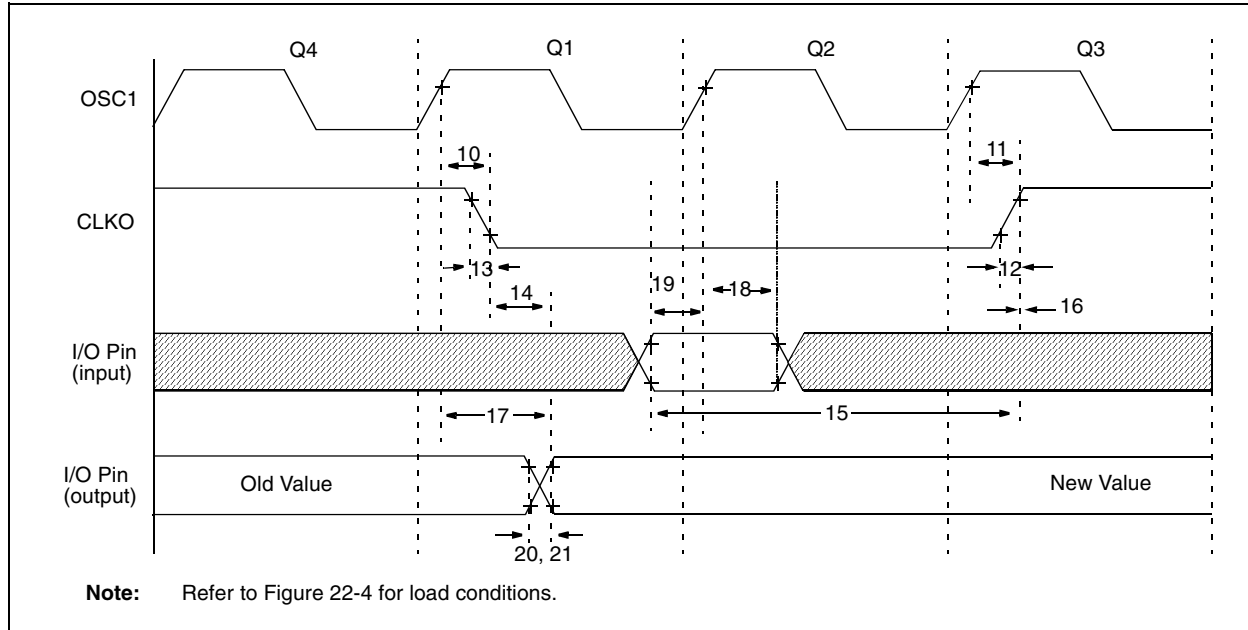 Q4 Q1 Q2 Q3
OSC1
10 11
CLKO
13 12
14 19 18 16
I/O Pin
(input)
17 15
I/O Pin
(output)
Old Value New Value
20, 21
Note: Refer to Figure 22-4 for load conditions.